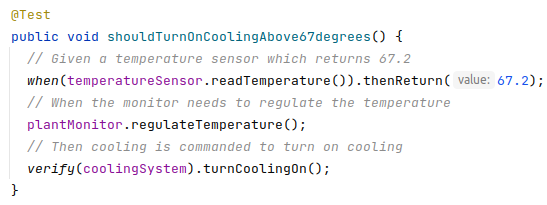 @Test
public void shouldTurnOnCoolingAbove67degrees() {
// Given a temperature sensor which returns 67.2
when(temperatureSensor.readTemperature()).thenReturn( value: 67.2);
// When the monitor needs to regulate the temperature
plantMonitor.regulateTemperature();
// Then cooling is commanded to turn on cooling
verify(coolingSystem).turnCoolingOn();
}